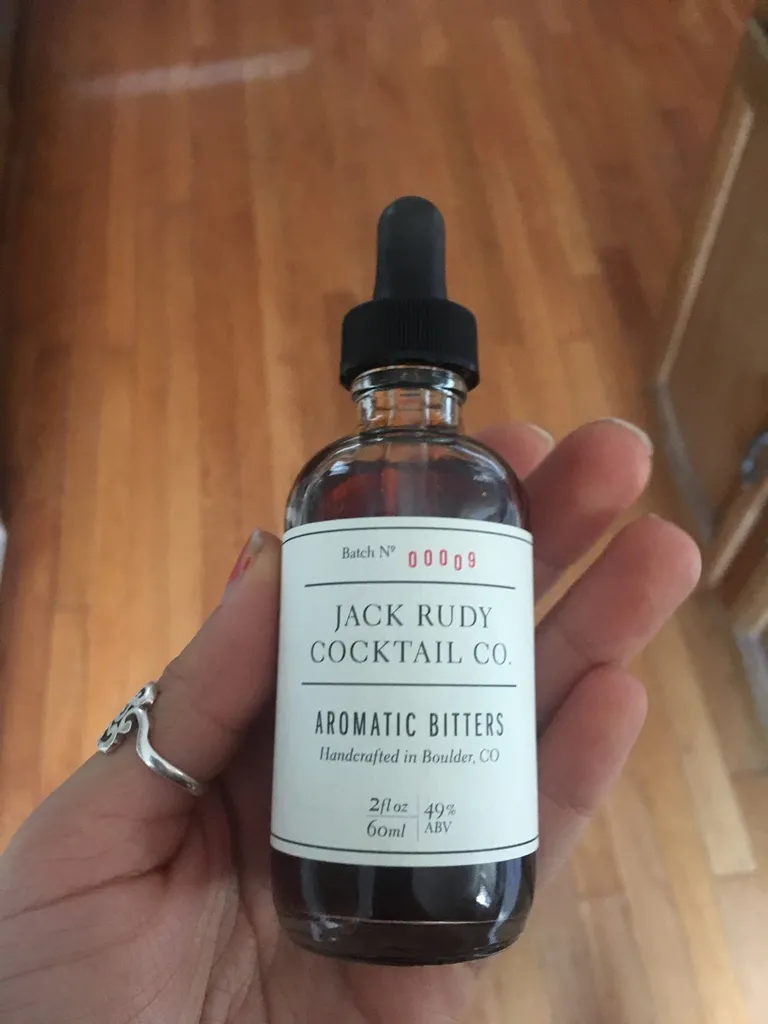 Batch Nº 00009
JACK RUDY
COCKTAIL CO.
AROMATIC BITTERS
Handcrafted in Boulder, CO
2fl oz 49%
60ml ABV